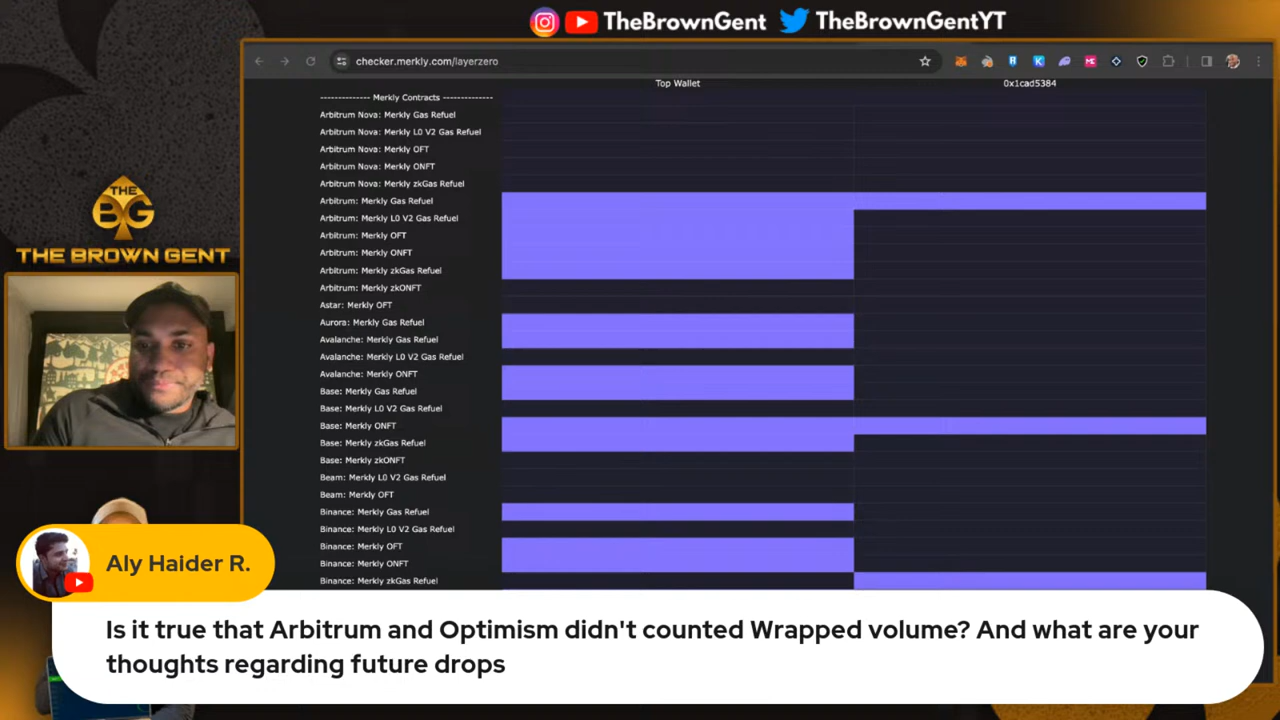 TheBrownGent TheBrownGentYT
checker.merkly.com/layerzero
Top Wallet 0x1cad5384
-------------- Merkly Contracts --------------
Arbitrum Nova: Merkly Gas Refuel
Arbitrum Nova: Merkly L0 V2 Gas Refuel
Arbitrum Nova: Merkly OFT
Arbitrum Nova: Merkly ONFT
Arbitrum Nova: Merkly zkGas Refuel
Arbitrum: Merkly Gas Refuel
Arbitrum: Merkly L0 V2 Gas Refuel
Arbitrum: Merkly OFT
Arbitrum: Merkly ONFT
Arbitrum: Merkly zkGas Refuel
Arbitrum: Merkly zkONFT
Astar: Merkly OFT
Aurora: Merkly Gas Refuel
Avalanche: Merkly Gas Refuel
Avalanche: Merkly L0 V2 Gas Refuel
Avalanche: Merkly ONFT
Base: Merkly Gas Refuel
Base: Merkly L0 V2 Gas Refuel
Base: Merkly ONFT
Base: Merkly zkGas Refuel
Base: Merkly zkONFT
Beam: Merkly L0 V2 Gas Refuel
Beam: Merkly OFT
Binance: Merkly Gas Refuel
Binance: Merkly L0 V2 Gas Refuel
Binance: Merkly OFT
Binance: Merkly ONFT
Binance: Merkly zkGas Refuel
THE
BG
THE BROWN GENT
Aly Haider R.
Is it true that Arbitrum and Optimism didn't counted Wrapped volume? And what are your
thoughts regarding future drops